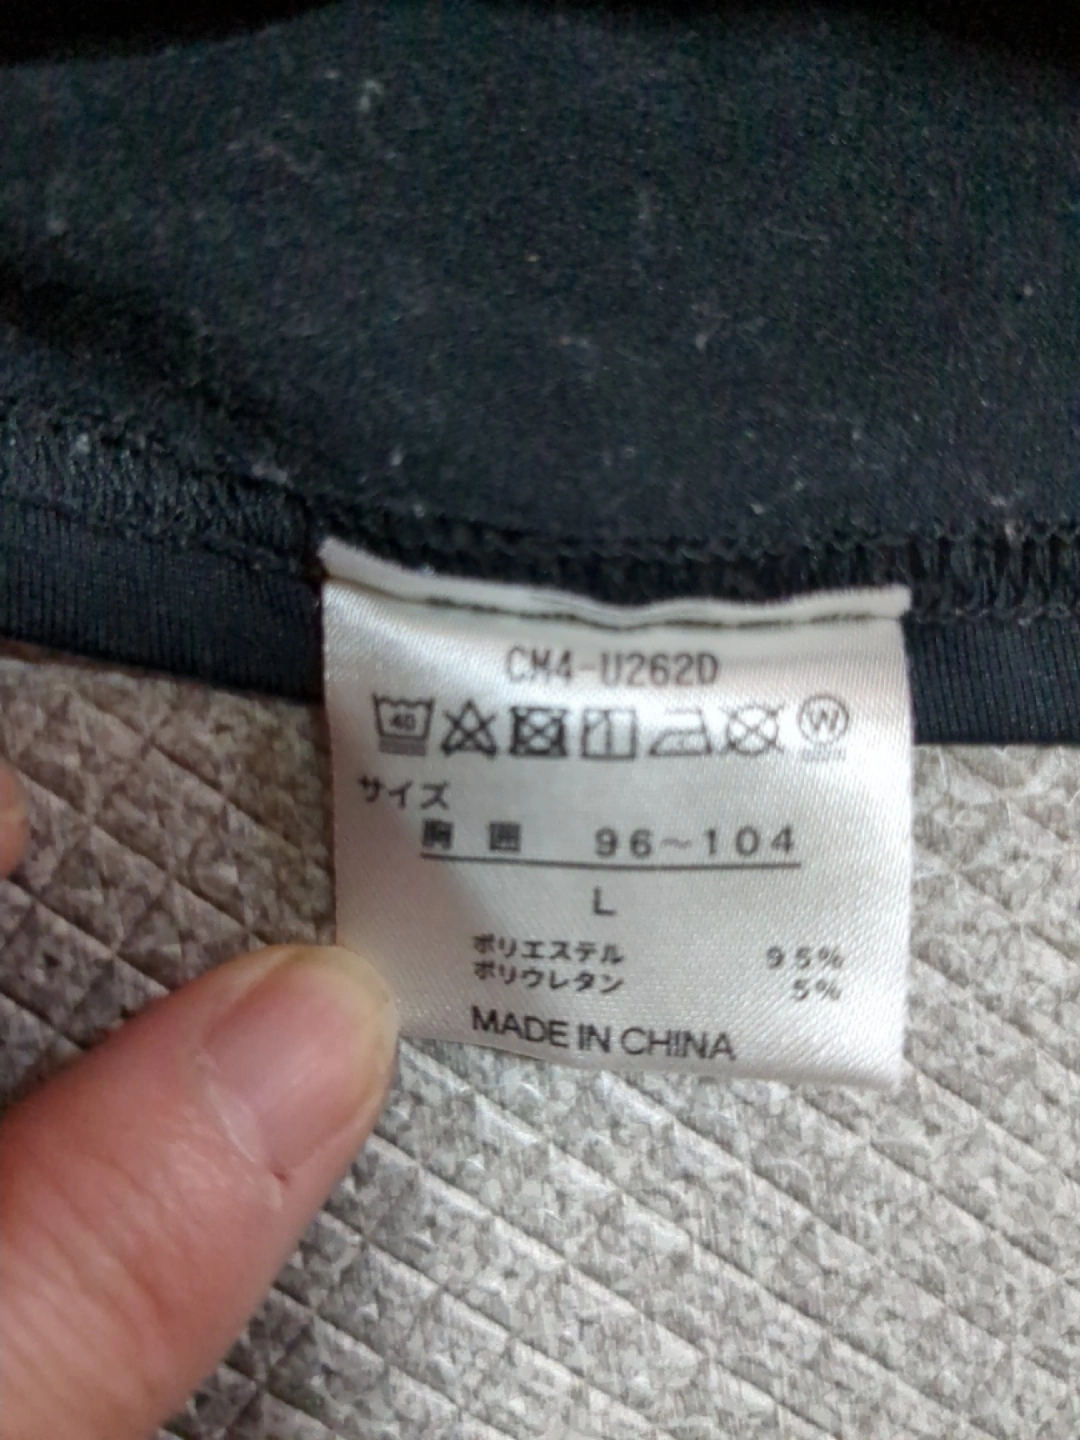 CM4-U262D
40
W
サイズ
胸囲 96~104
L
ポリエステル 95%
ポリウレタン 5%
MADE IN CHINA